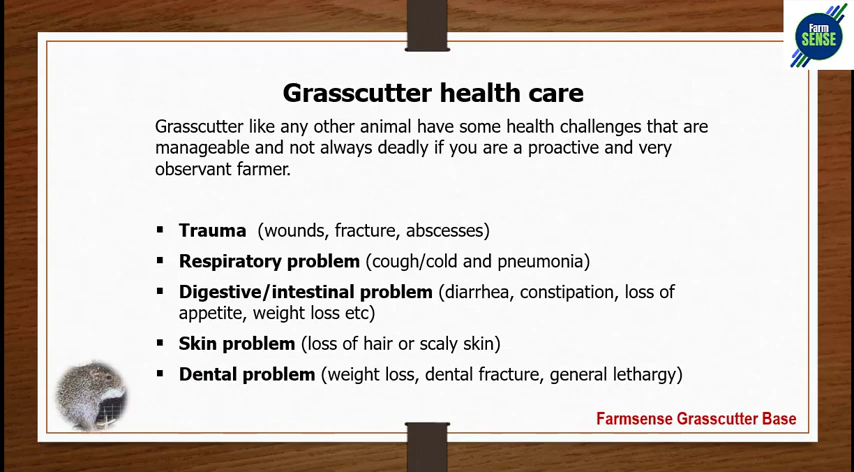 Farm
SENSE
Grasscutter health care
Grasscutter like any other animal have some health challenges that are
manageable and not always deadly if you are a proactive and very
observant farmer.
▪ Trauma (wounds, fracture, abscesses)
▪ Respiratory problem (cough/cold and pneumonia)
▪ Digestive/intestinal problem (diarrhea, constipation, loss of
appetite, weight loss etc)
▪ Skin problem (loss of hair or scaly skin)
▪ Dental problem (weight loss, dental fracture, general lethargy)
Farmsense Grasscutter Base